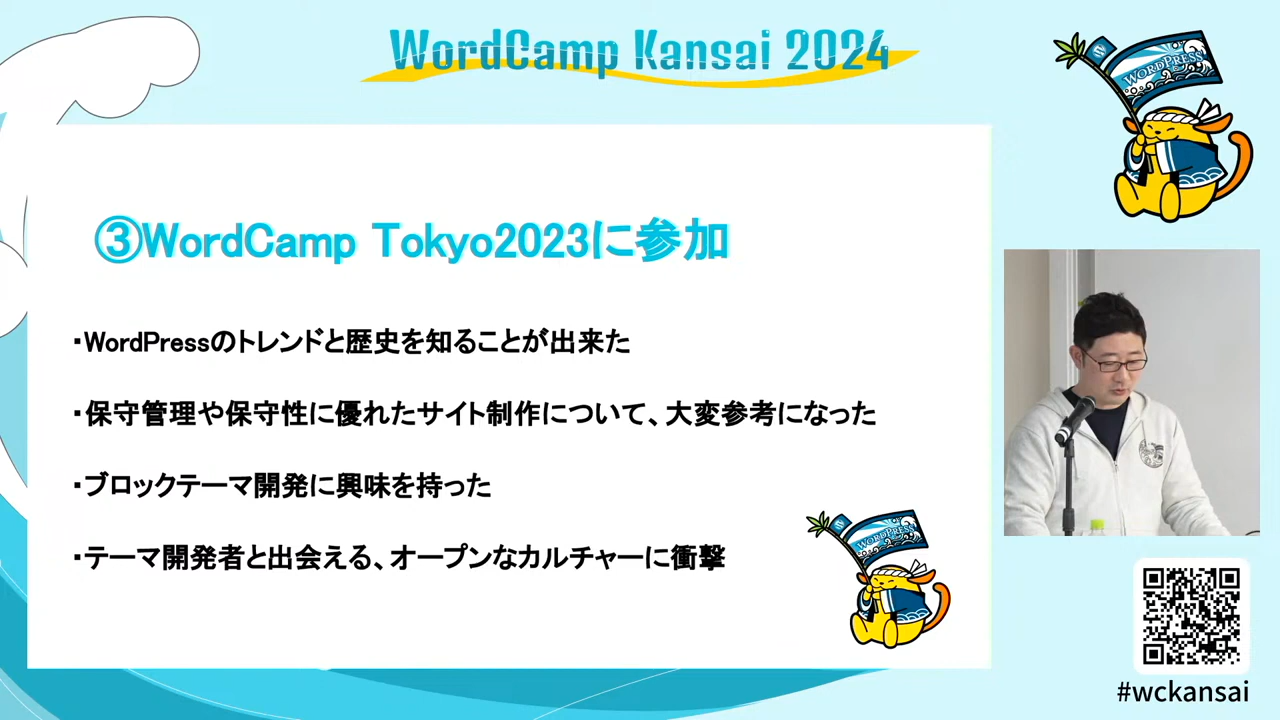 WordCamp Kansai 2024
WORDPRESS
③WordCamp Tokyo2023に参加
・WordPressのトレンドと歴史を知ることが出来た
・保守管理や保守性に優れたサイト制作について、大変参考になった
・ブロックテーマ開発に興味を持った
・テーマ開発者と出会える、オープンなカルチャーに衝撃
WORDPRESS
#wckansai